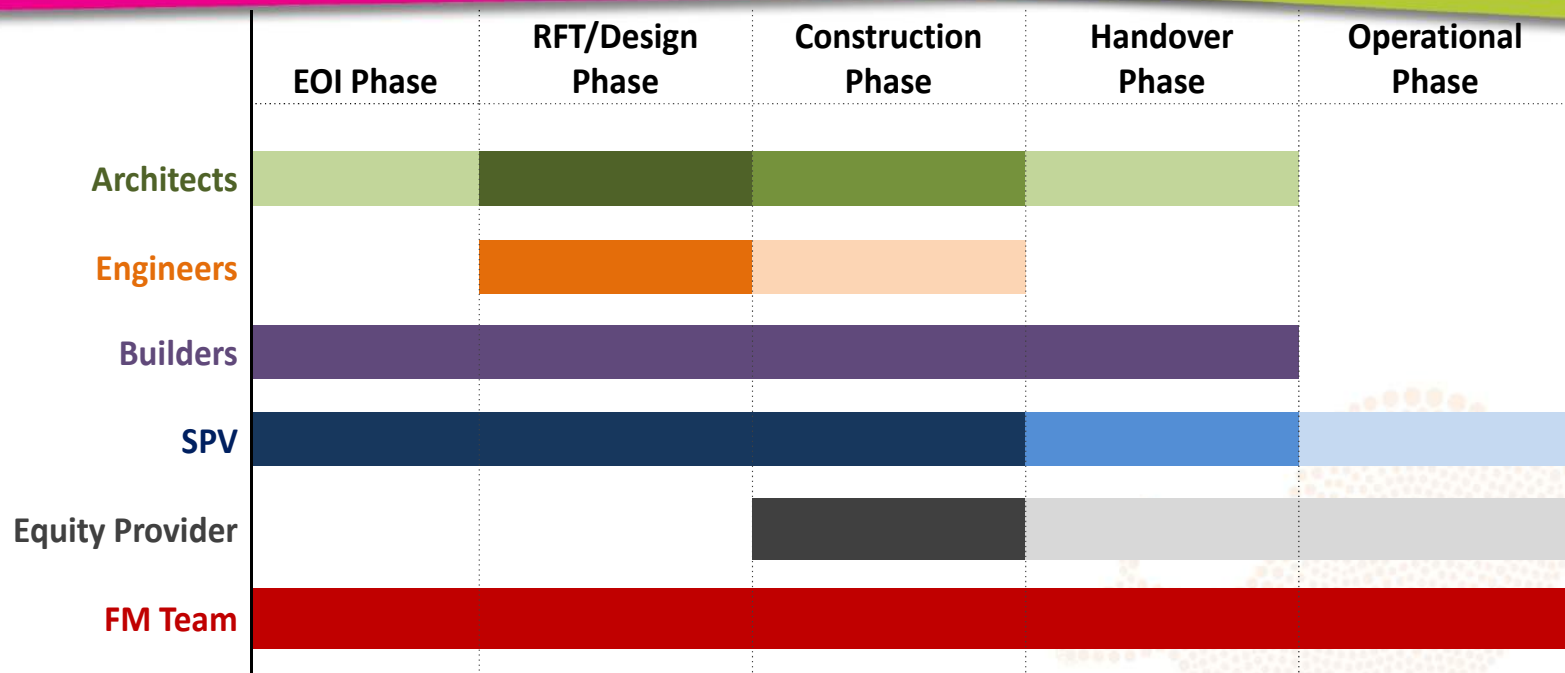 EOI Phase
RFT/Design
Phase
Construction
Phase
Handover
Phase
Operational
Phase
Architects
Engineers
Builders
SPV
Equity Provider
FM Team